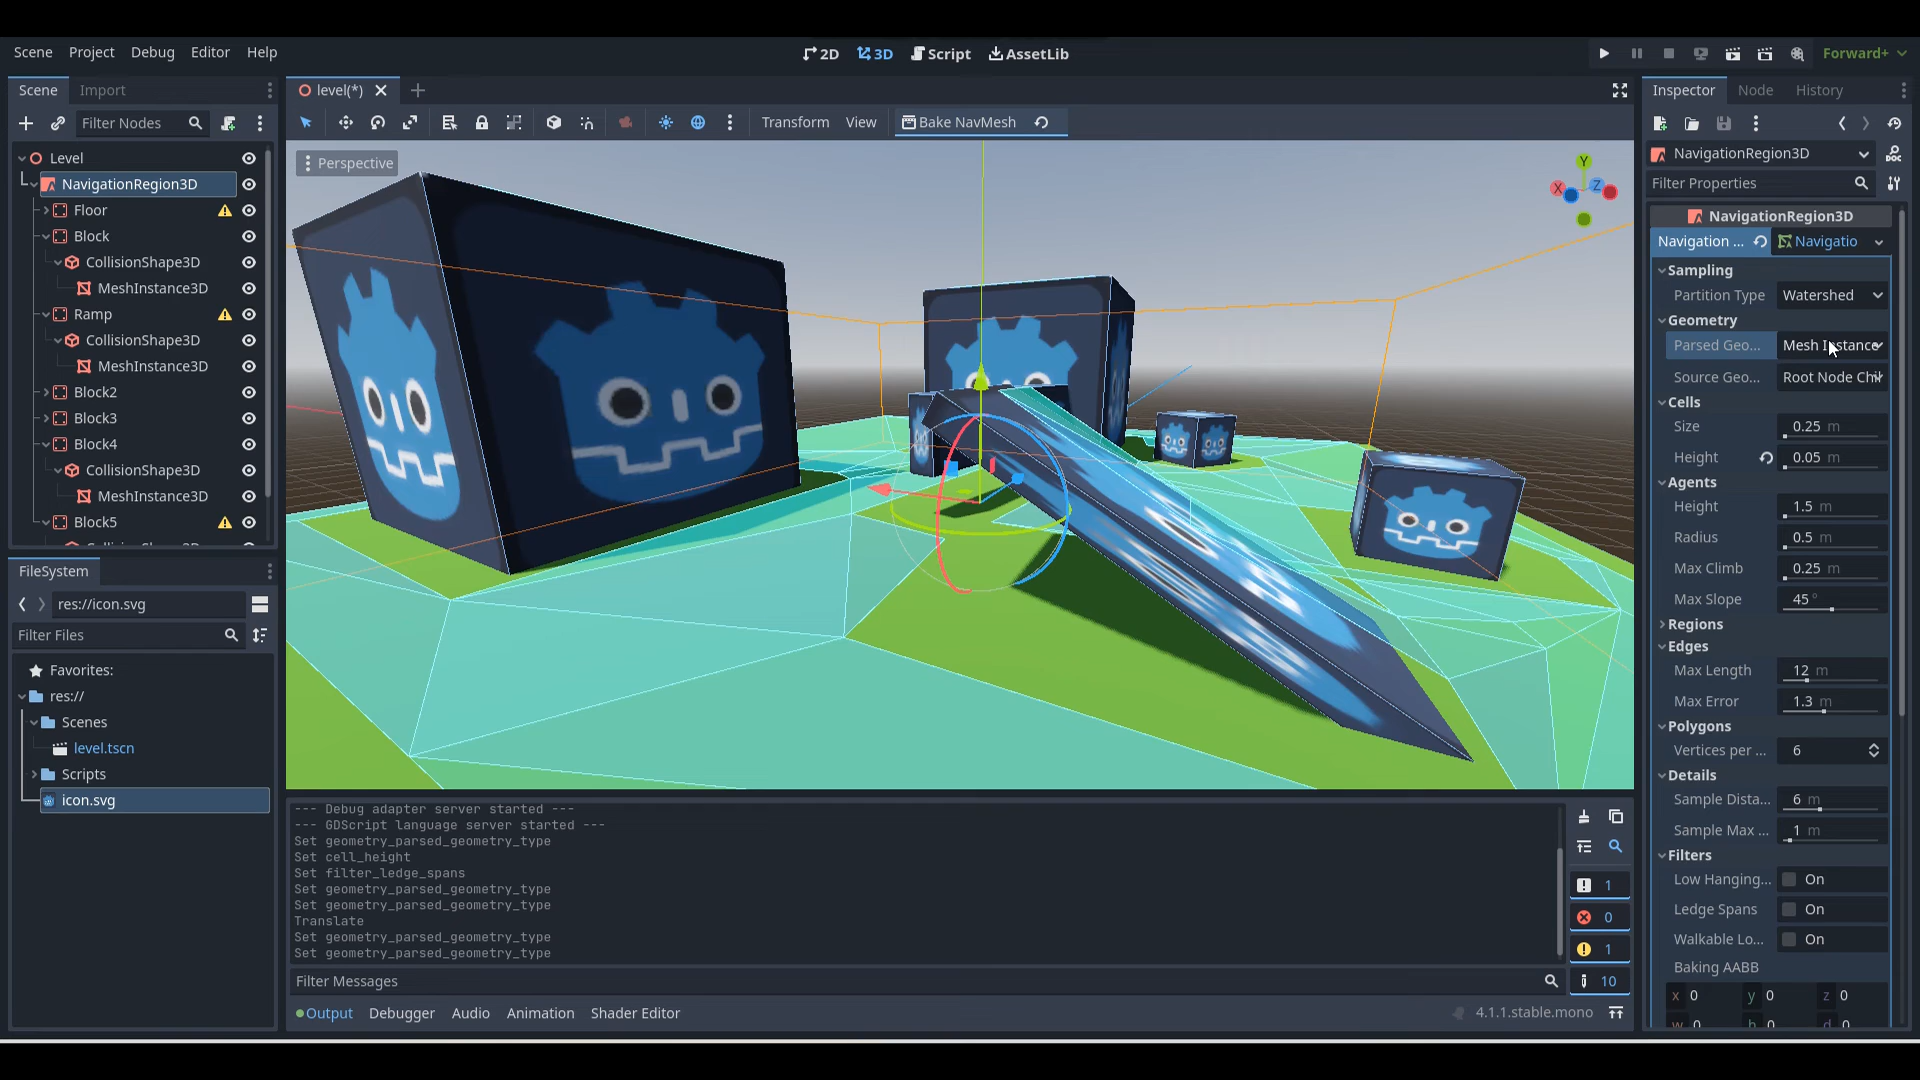 Scene Project Debug Editor Help
2D 3D Script AssetLib
Forward+
Scene Import
level(*)
Inspector Node History
Filter Nodes
Transform View Bake NavMesh
Level
NavigationRegion3D
Floor
Block
CollisionShape3D
MeshInstance3D
Ramp
CollisionShape3D
MeshInstance3D
Block2
Block3
Block4
CollisionShape3D
MeshInstance3D
Block5
FileSystem
res://icon.svg
Filter Files
Favorites:
res://
Scenes
level.tscn
Scripts
icon.svg
Perspective
Y
X Z
--- Debug adapter server started ---
--- GDScript language server started ---
Set geometry_parsed_geometry_type
Set cell_height
Set filter_ledge_spans
Set geometry_parsed_geometry_type
Set geometry_parsed_geometry_type
Translate
Set geometry_parsed_geometry_type
Set geometry_parsed_geometry_type
1
0
1
10
Filter Messages
Output Debugger Audio Animation Shader Editor
4.1.1.stable.mono
NavigationRegion3D
Filter Properties
NavigationRegion3D
Navigation ... Navigatio
Sampling
Partition Type Watershed
Geometry
Parsed Geo... Mesh Instance
Source Geo... Root Node Chil
Cells
Size 0.25 m
Height 0.05 m
Agents
Height 1.5 m
Radius 0.5 m
Max Climb 0.25 m
Max Slope 45 °
Regions
Edges
Max Length 12 m
Max Error 1.3 m
Polygons
Vertices per ... 6
Details
Sample Dista... 6 m
Sample Max ... 1 m
Filters
Low Hanging... On
Ledge Spans On
Walkable Lo... On
Baking AABB
x 0 y 0 z 0
w 0 h 0 d 0